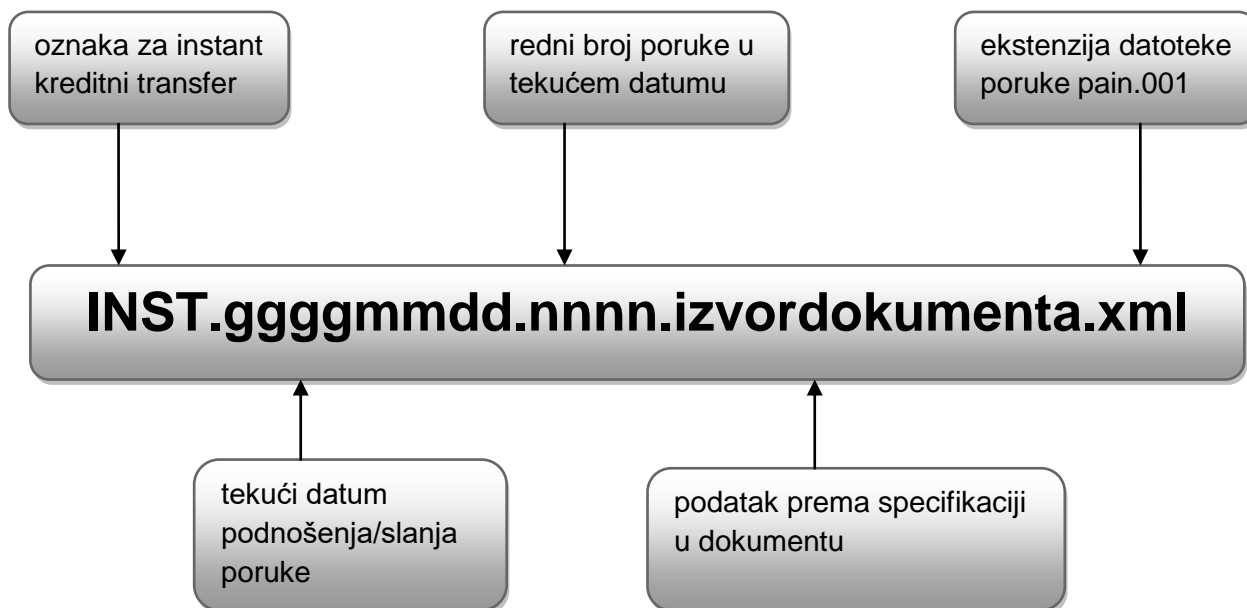 oznaka za instant
kreditni transfer
redni broj poruke u
tekućem datumu
ekstenzija datoteke
poruke pain.001
INST.ggggmmdd.nnnn.izvordokumenta.xml
tekući datum
podnošenja/slanja
poruke
podatak prema specifikaciji
u dokumentu